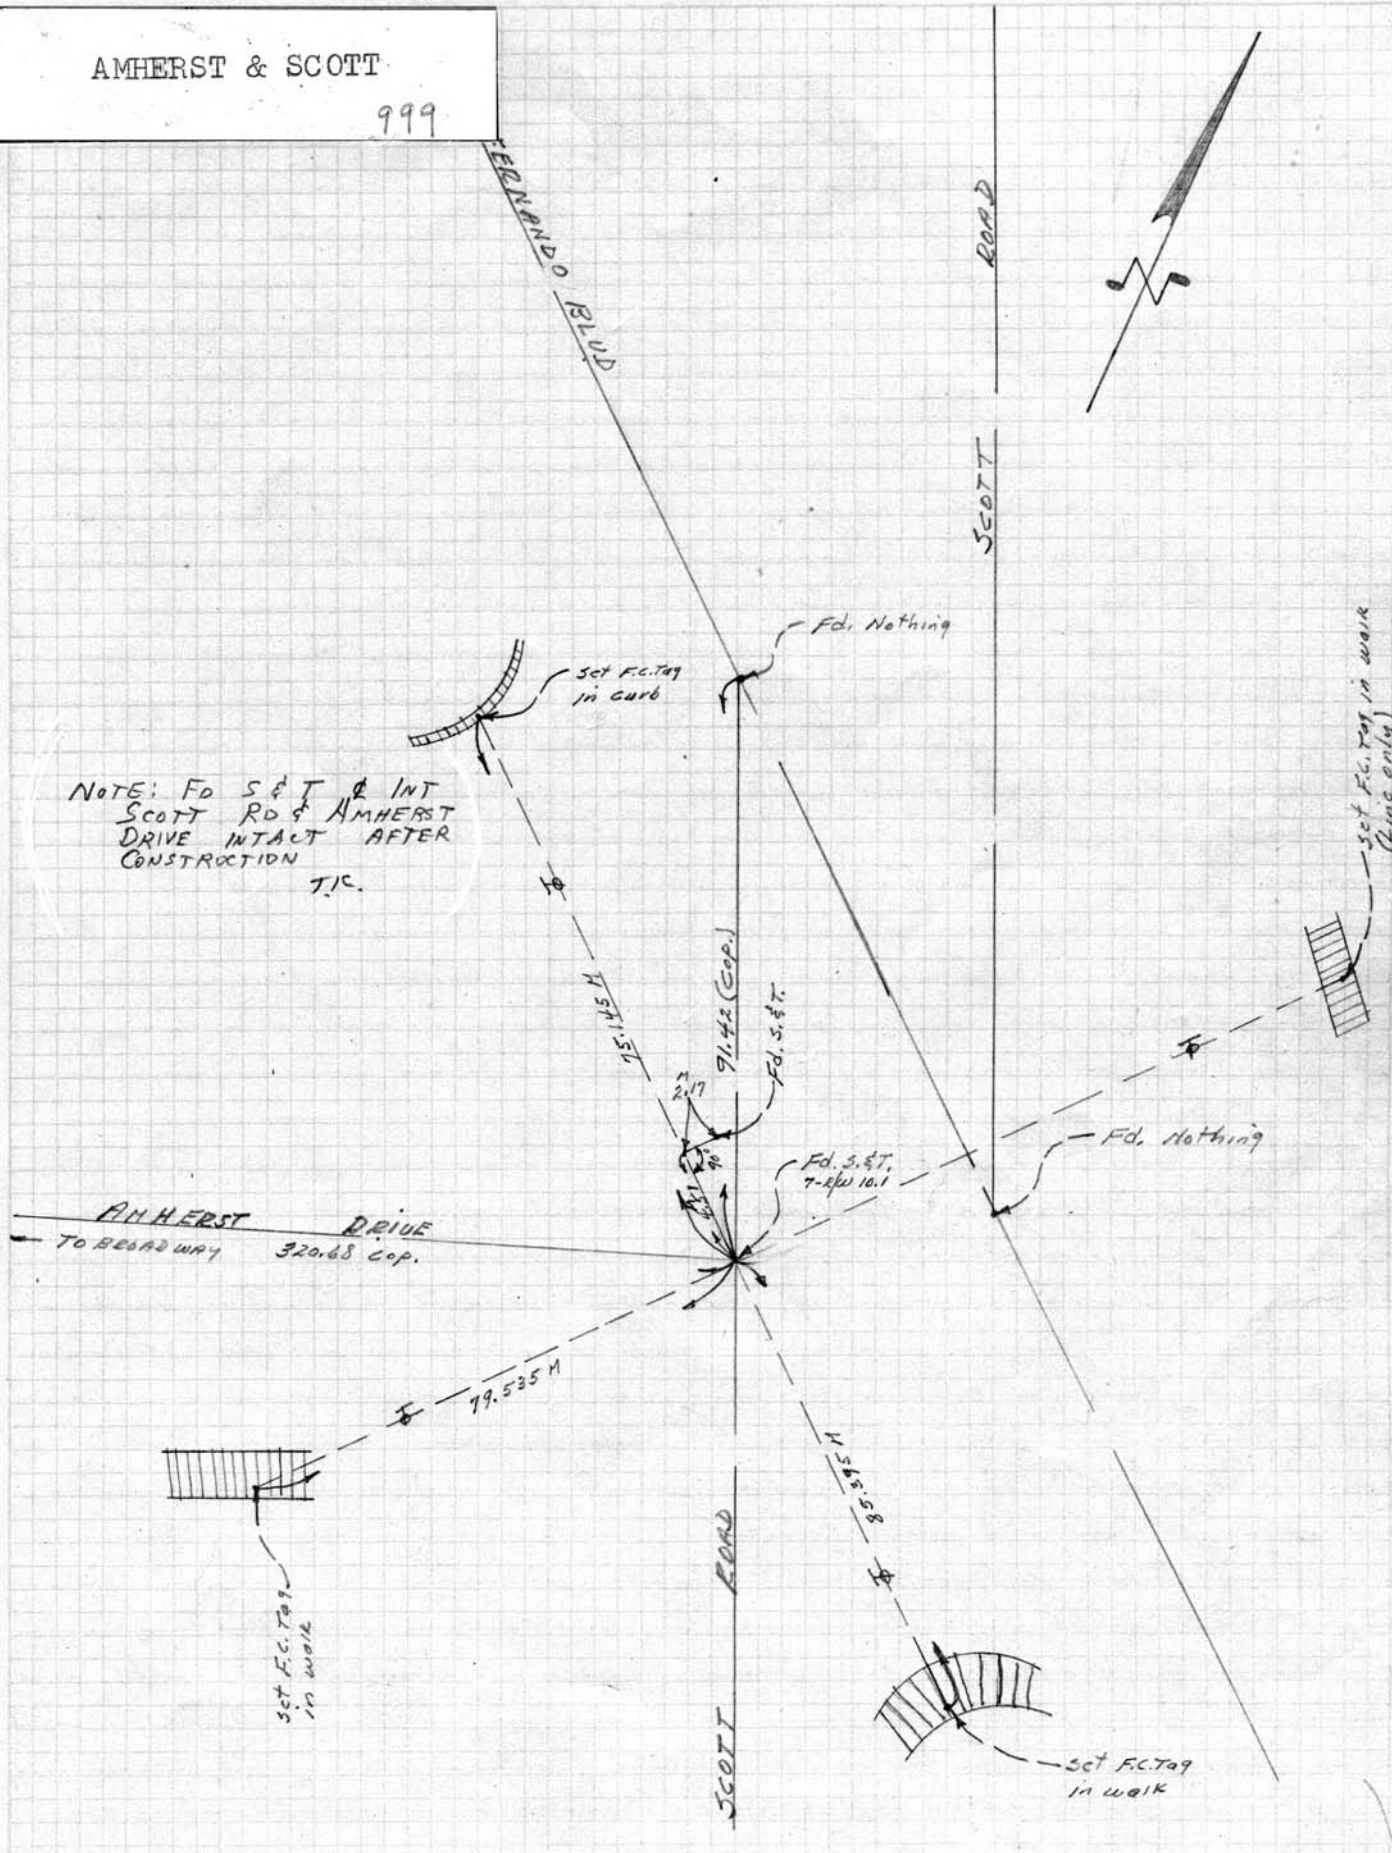 AMHERST & SCOTT
999
FERNANDO BLVD
SCOTT ROAD
Fd. Nothing
Set F.C.Tag
in curb
NOTE: FD S & T ℄ INT
SCOTT RD & AMHERST
DRIVE INTACT AFTER
CONSTRUCTION
T.K.
Set F.C. Tag in walk
(Line only)
75.145 M
91.42 (Cop.)
Fd. S.&T.
M
2.17
90°
Fd. Nothing
Fd. S.&T.
AMHERST DRIVE
TO BROADWAY 320.68 Cop.
79.535 M
85.395 M
Set F.C. Tag
in walk
SCOTT ROAD
Set F.C.Tag
in walk